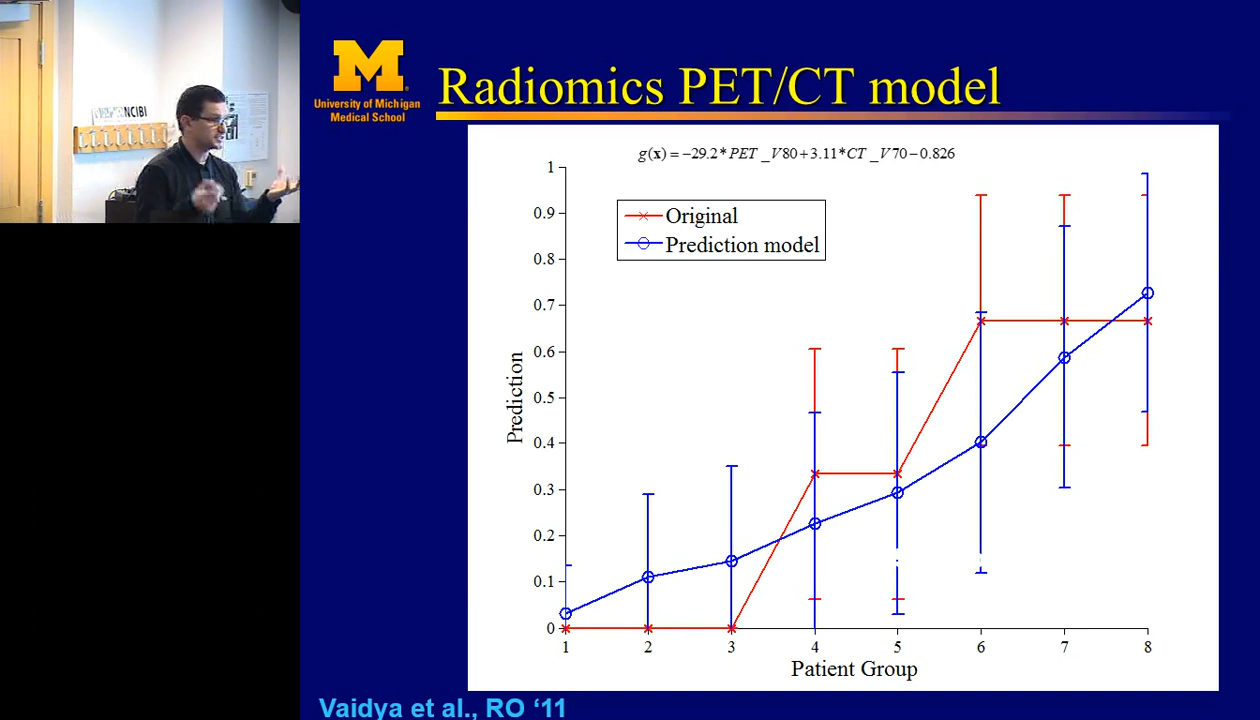 NCIBI
M
University of Michigan
Medical School
Radiomics PET/CT model
g(x) = −29.2* PET _V80+3.11*CT _V70−0.826
Original
Prediction model
1
0.9
0.8
0.7
0.6
0.5
0.4
0.3
0.2
0.1
0
Prediction
1 2 3 4 5 6 7 8
Patient Group
Vaidya et al., RO ‘11